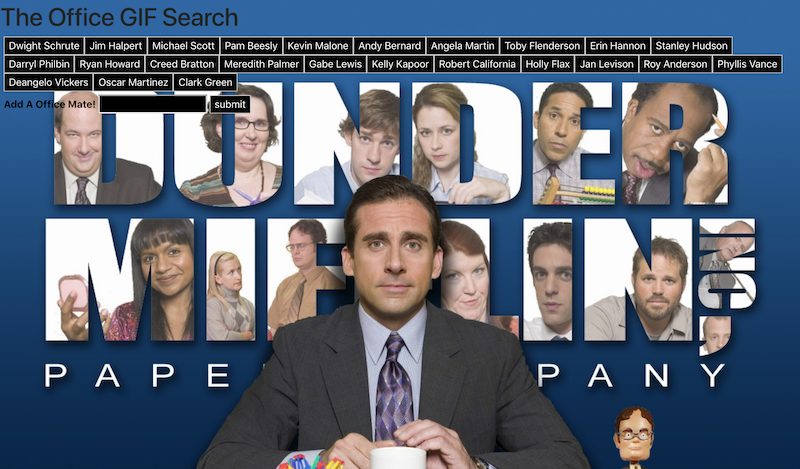 The Office GIF Search
Dwight Schrute Jim Halpert Michael Scott Pam Beesly Kevin Malone Andy Bernard Angela Martin Toby Flenderson Erin Hannon Stanley Hudson
Darryl Philbin Ryan Howard Creed Bratton Meredith Palmer Gabe Lewis Kelly Kapoor Robert California Holly Flax Jan Levison Roy Anderson Phyllis Vance
Deangelo Vickers Oscar Martinez Clark Green
Add A Office Mate! submit
DUNDER
MIFFLIN INC,
PAPER COMPANY